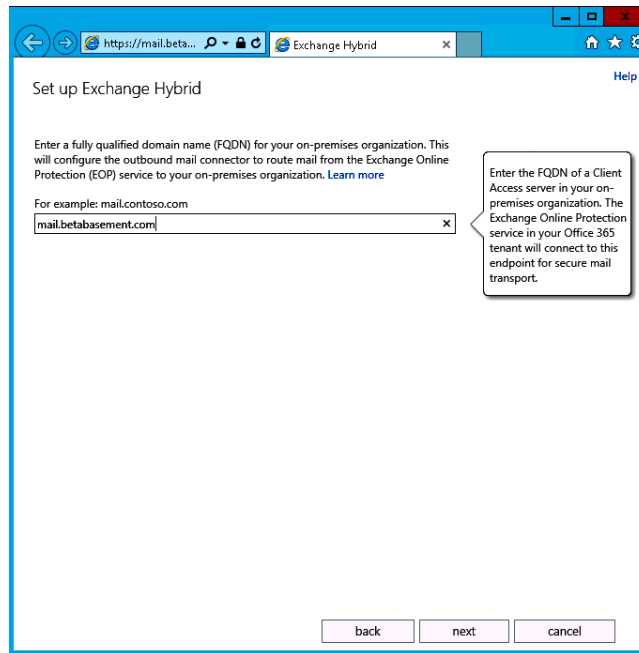 https://mail.beta...
Exchange Hybrid
Help
Set up Exchange Hybrid
Enter a fully qualified domain name (FQDN) for your on-premises organization. This
will configure the outbound mail connector to route mail from the Exchange Online
Protection (EOP) service to your on-premises organization. Learn more
For example: mail.contoso.com
mail.betabasement.com
Enter the FQDN of a Client
Access server in your on-
premises organization. The
Exchange Online Protection
service in your Office 365
tenant will connect to this
endpoint for secure mail
transport.
back
next
cancel